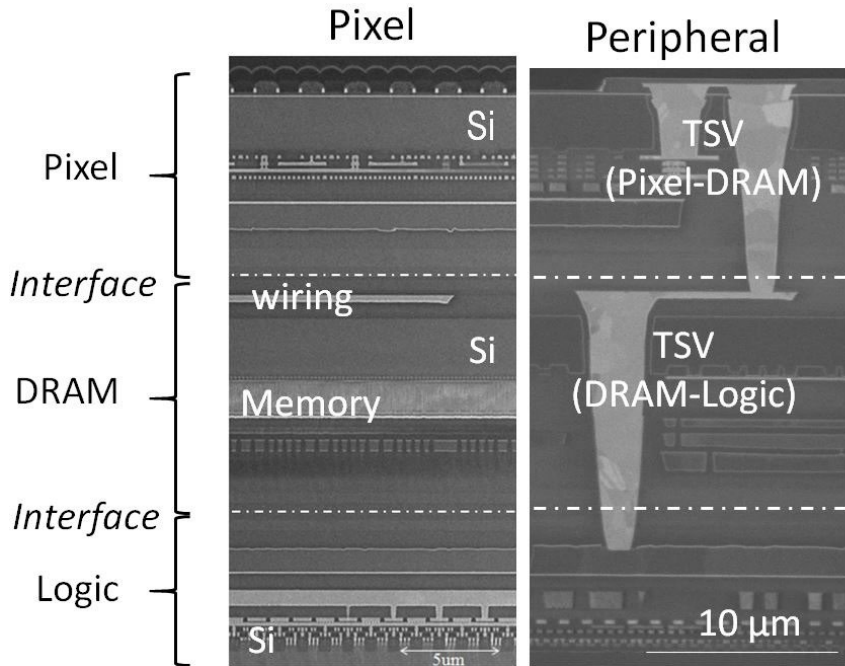 Pixel
Peripheral
Pixel
Interface
DRAM
Interface
Logic
Si
wiring
Si
Memory
Si
5um
TSV
(Pixel-DRAM)
TSV
(DRAM-Logic)
10 µm